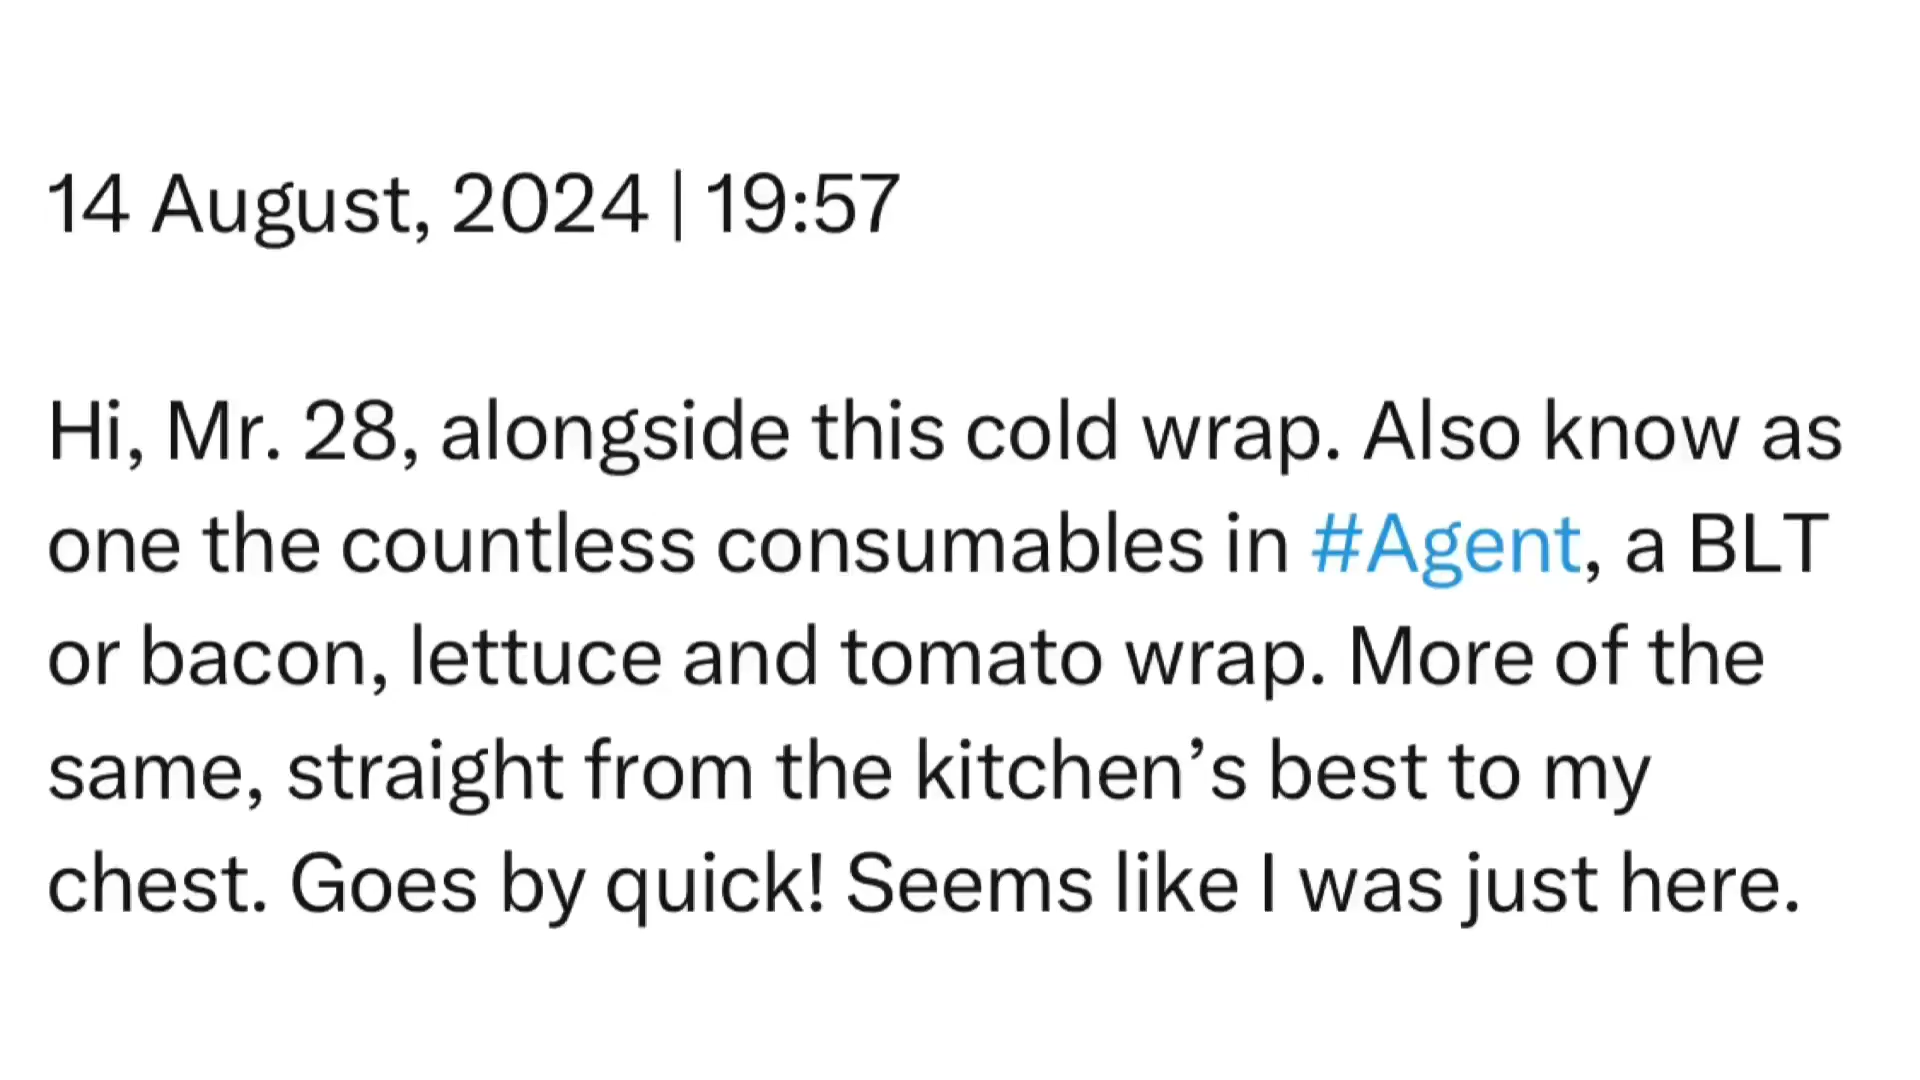 14 August, 2024 | 19:57
Hi, Mr. 28, alongside this cold wrap. Also know as
one the countless consumables in #Agent, a BLT
or bacon, lettuce and tomato wrap. More of the
same, straight from the kitchen’s best to my
chest. Goes by quick! Seems like I was just here.